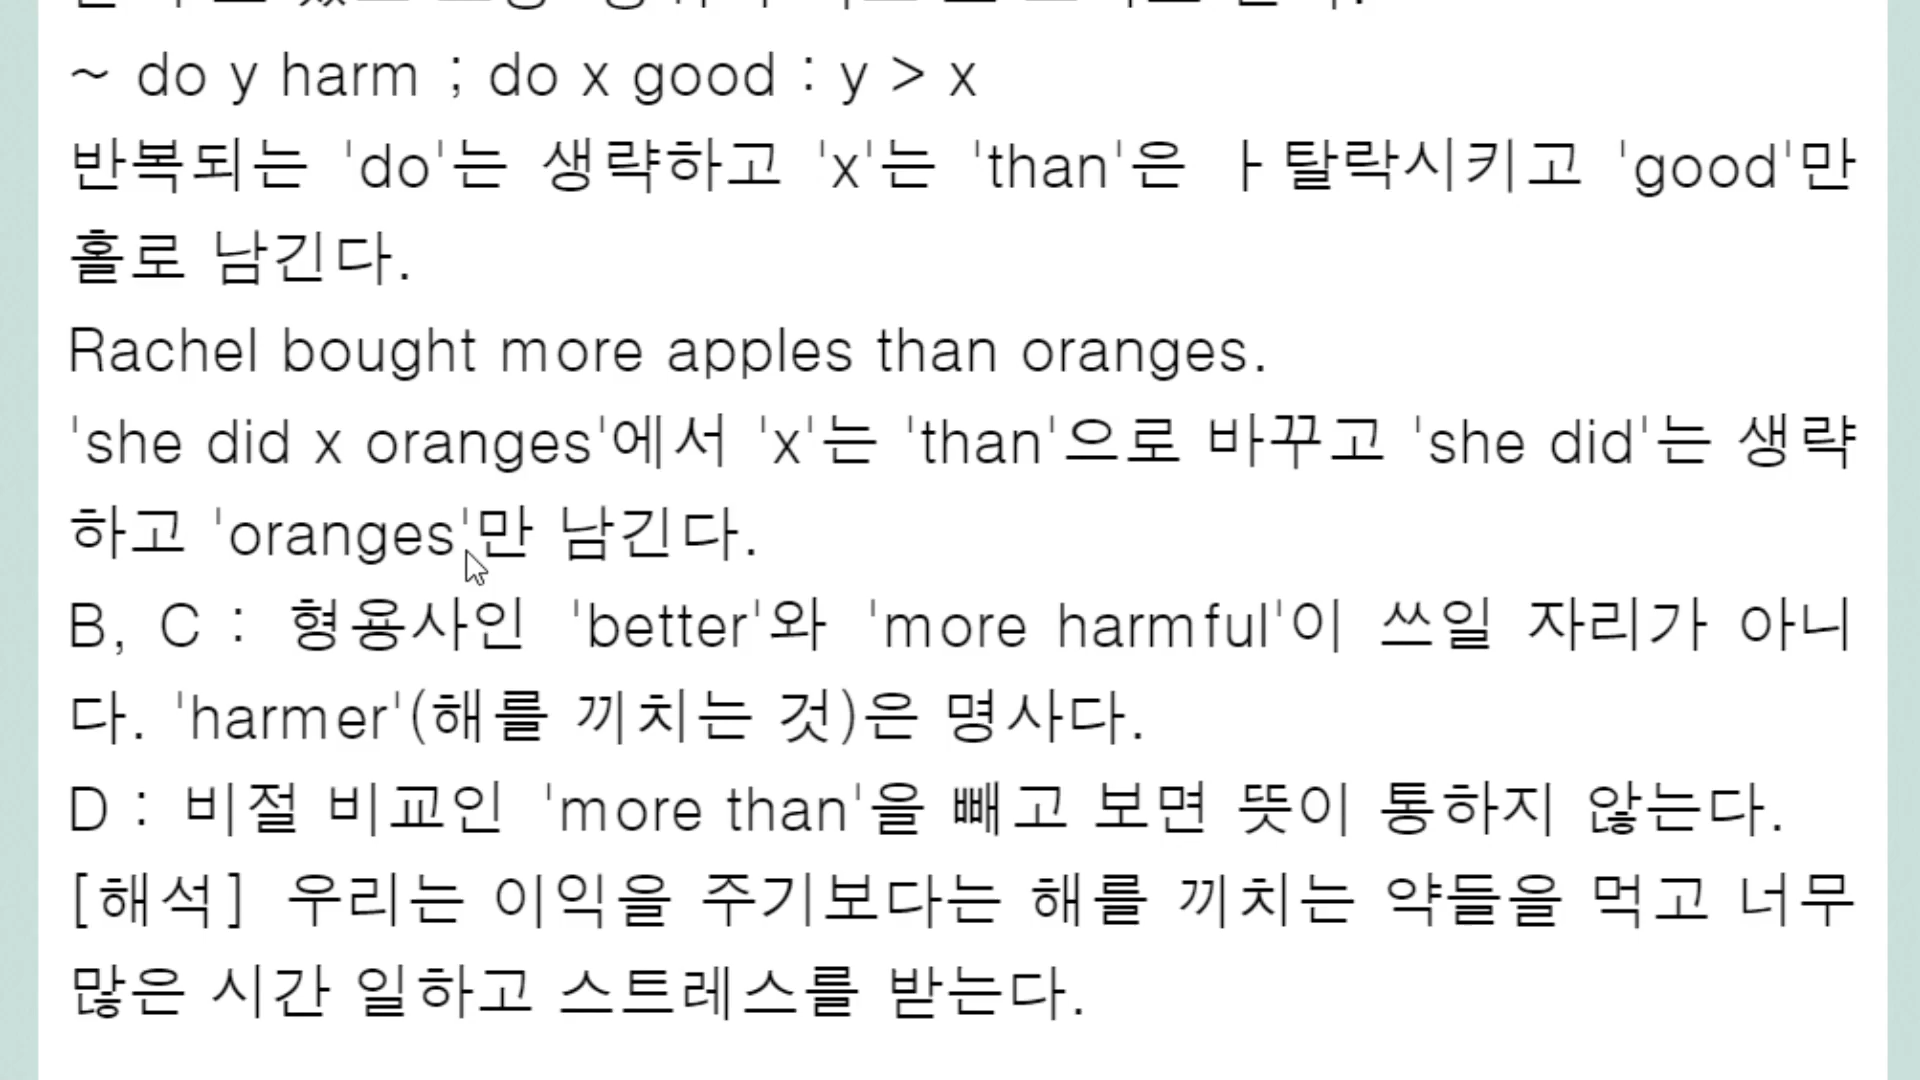 ~ do y harm ; do x good : y > x
반복되는 'do'는 생략하고 'x'는 'than'은 ㅏ탈락시키고 'good'만
홀로 남긴다.
Rachel bought more apples than oranges.
'she did x oranges'에서 'x'는 'than'으로 바꾸고 'she did'는 생략
하고 'oranges'만 남긴다.
B, C : 형용사인 'better'와 'more harmful'이 쓰일 자리가 아니
다. 'harmer'(해를 끼치는 것)은 명사다.
D : 비절 비교인 'more than'을 빼고 보면 뜻이 통하지 않는다.
[해석] 우리는 이익을 주기보다는 해를 끼치는 약들을 먹고 너무
많은 시간 일하고 스트레스를 받는다.